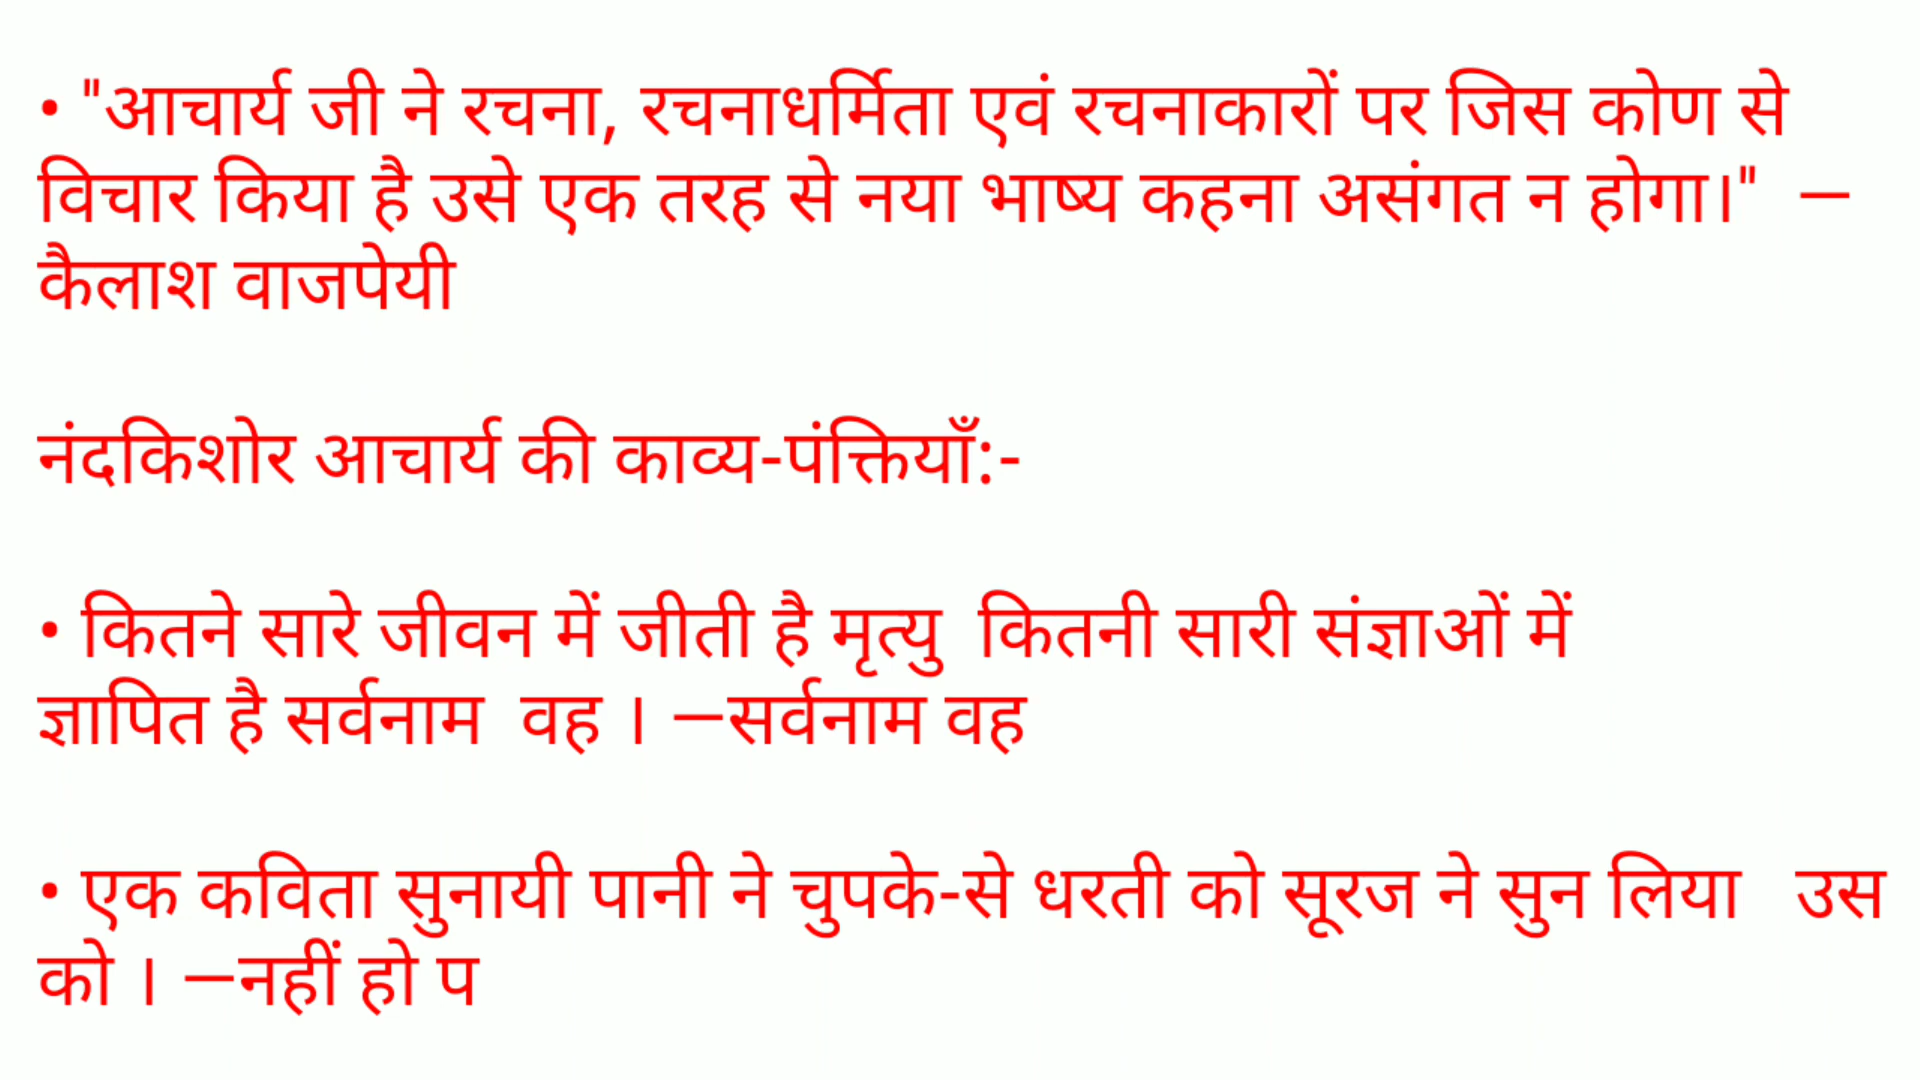 • "आचार्य जी ने रचना, रचनाधर्मिता एवं रचनाकारों पर जिस कोण से
विचार किया है उसे एक तरह से नया भाष्य कहना असंगत न होगा।" —
कैलाश वाजपेयी
नंदकिशोर आचार्य की काव्य-पंक्तियाँ:-
• कितने सारे जीवन में जीती है मृत्यु कितनी सारी संज्ञाओं में
ज्ञापित है सर्वनाम वह । —सर्वनाम वह
• एक कविता सुनायी पानी ने चुपके-से धरती को सूरज ने सुन लिया उस
को । —नहीं हो प